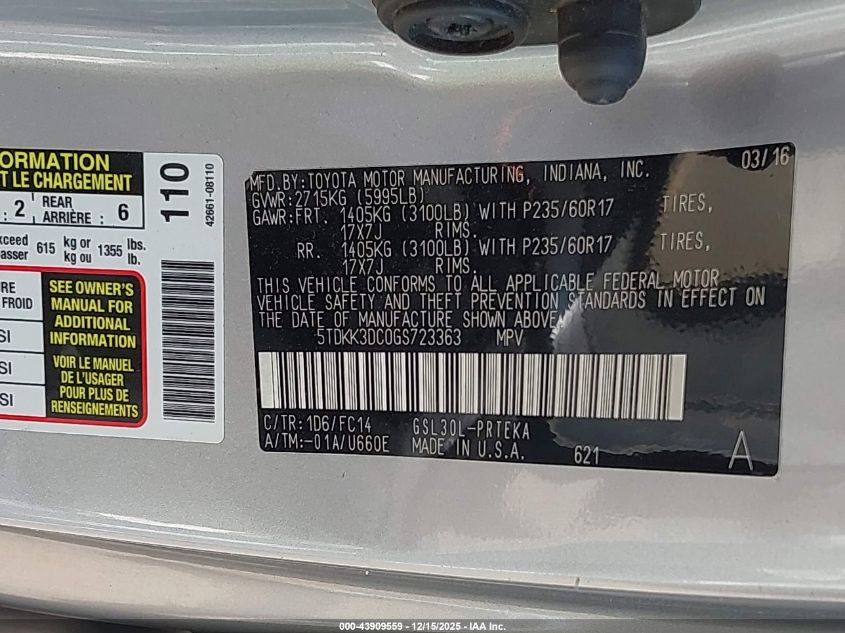 ORMATION
T LE CHARGEMENT
: 2 REAR ARRIÈRE : 6
xceed
asser 615 kg or kg ou 1355 lbs. lb.
RE
FROID
SI
SI
SI
SEE OWNER'S
MANUAL FOR
ADDITIONAL
INFORMATION
VOIR LE MANUEL
DE L'USAGER
POUR PLUS DE
RENSEIGNEMENTS
110
42661-08110
03/16
MFD.BY:TOYOTA MOTOR MANUFACTURING, INDIANA, INC.
GVWR:2715KG (5995LB)
GAWR:FRT. 1405KG (3100LB) WITH P235/60R17 TIRES,
17X7J RIMS.
RR. 1405KG (3100LB) WITH P235/60R17 TIRES,
17X7J RIMS.
THIS VEHICLE CONFORMS TO ALL APPLICABLE FEDERAL MOTOR
VEHICLE SAFETY AND THEFT PREVENTION STANDARDS IN EFFECT ON
THE DATE OF MANUFACTURE SHOWN ABOVE.
5TDKK3DC0GS723363 MPV
C/TR:1D6/FC14 GSL30L-PRTEKA
A/TM:-01A/U660E MADE IN U.S.A. 621 A
000-43909559 - 12/15/2025 - IAA Inc.